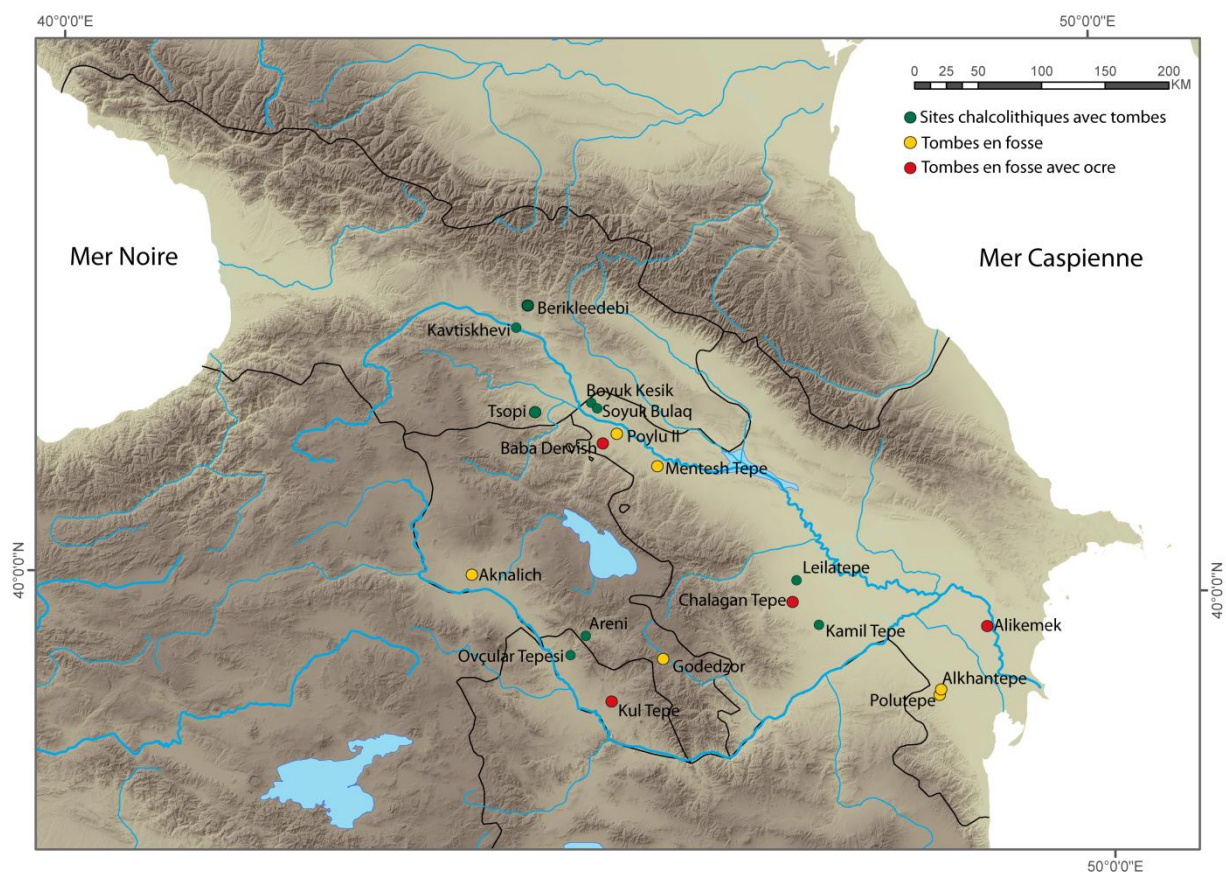 40°0'0"E
50°0'0"E
0 25 50 100 150 200
KM
Sites chalcolithiques avec tombes
Tombes en fosse
Tombes en fosse avec ocre
Mer Noire
Mer Caspienne
Berikleedebi
Kavtiskhevi
Boyuk Kesik
Tsopi
Soyuk Bulaq
Poylu II
Baba Dervish
Mentesh Tepe
40°0'0"N
40°0'0"N
Aknalich
Leilatepe
Chalagan Tepe
Areni
Kamil Tepe
Alikemek
Ovçular Tepesi
Godedzor
Alkhantepe
Polutepe
Kul Tepe
50°0'0"E